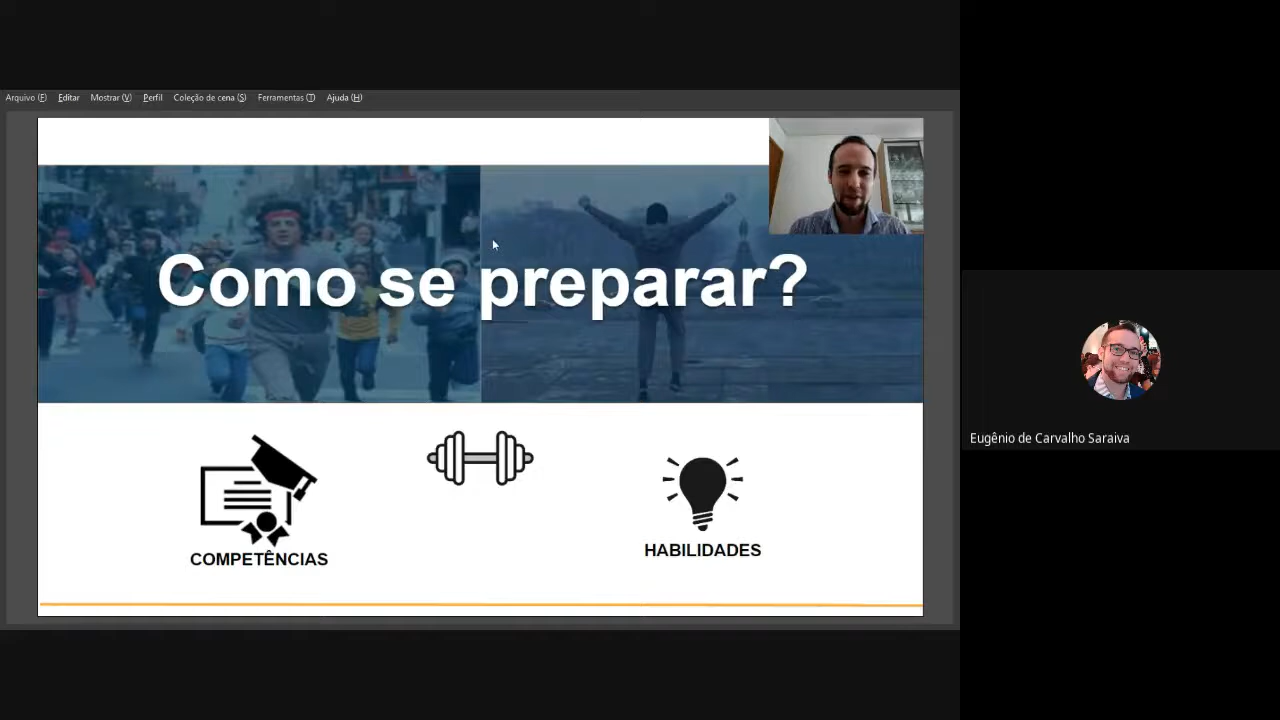 Arquivo (F) Editar Mostrar (V) Perfil Coleção de cena (S) Ferramentas (T) Ajuda (H)
Como se preparar?
COMPETÊNCIAS
HABILIDADES
Eugênio de Carvalho Saraiva